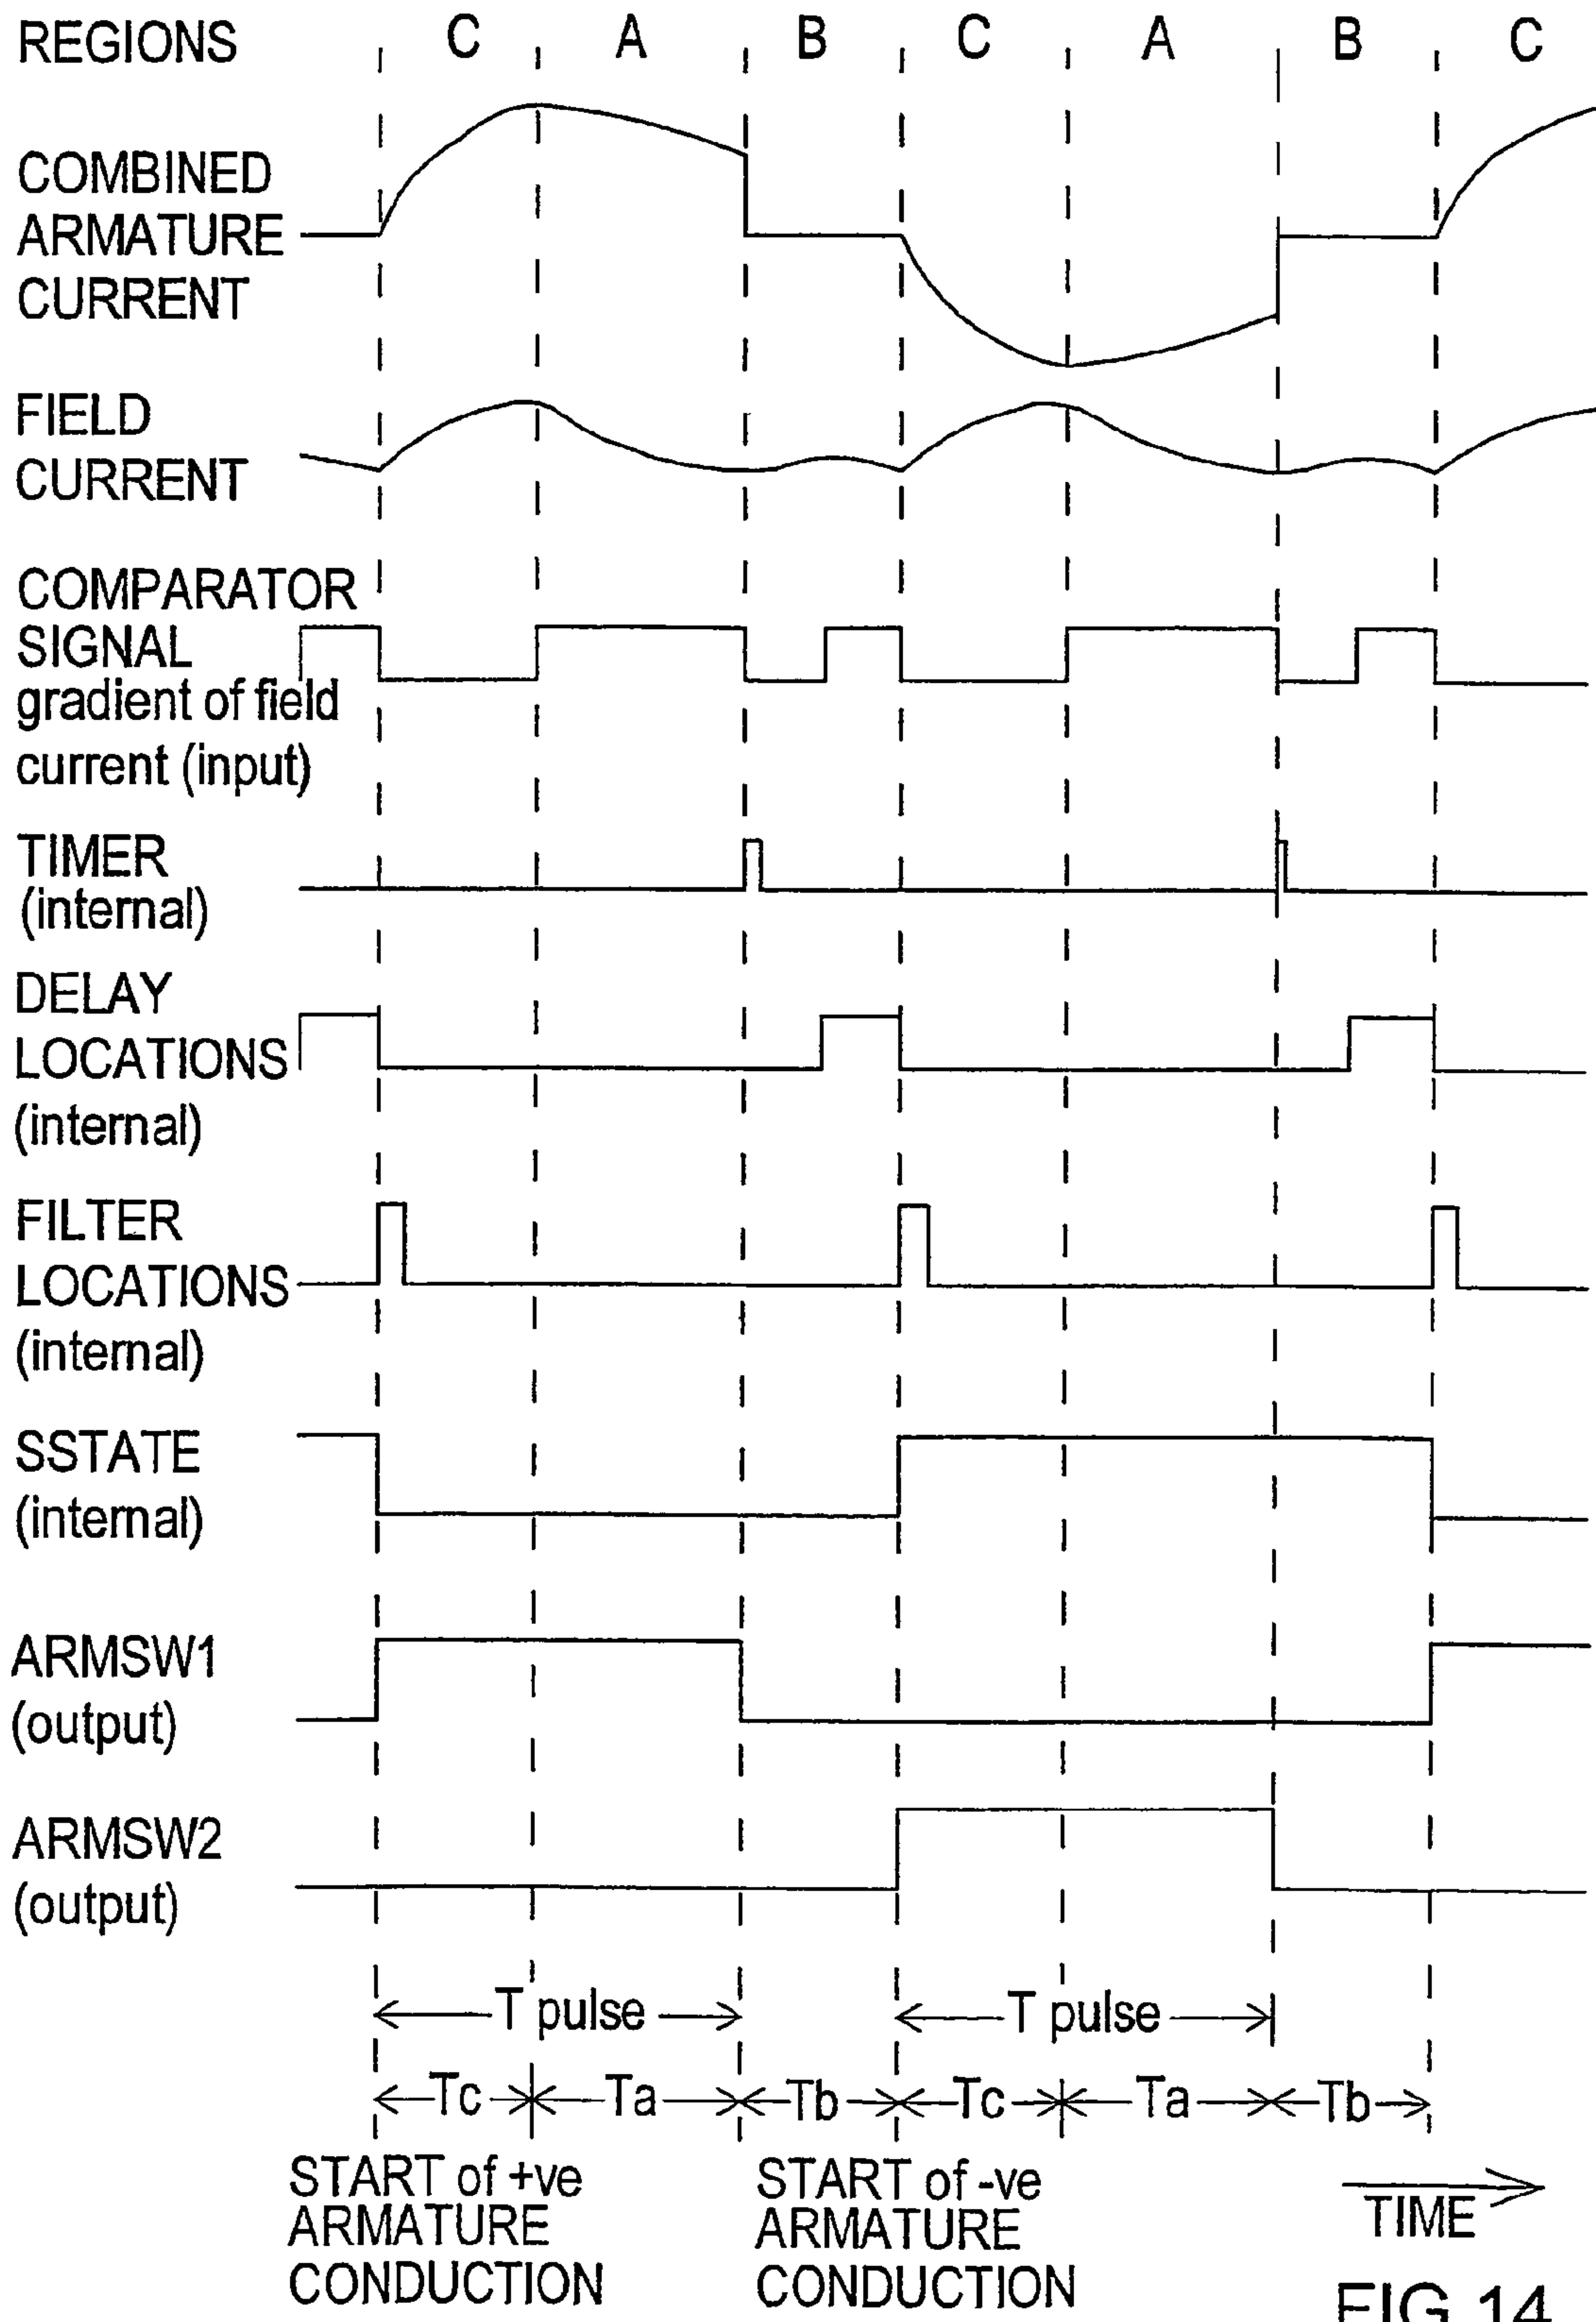 REGIONS C A B C A B C
COMBINED
ARMATURE
CURRENT
FIELD
CURRENT
COMPARATOR
SIGNAL
gradient of field
current (input)
TIMER
(internal)
DELAY
LOCATIONS
(internal)
FILTER
LOCATIONS
(internal)
SSTATE
(internal)
ARMSW1
(output)
ARMSW2
(output)
T pulse T pulse
Tc Ta Tb Tc Ta Tb
START of +ve
ARMATURE
CONDUCTION
START of -ve
ARMATURE
CONDUCTION
TIME
FIG 14